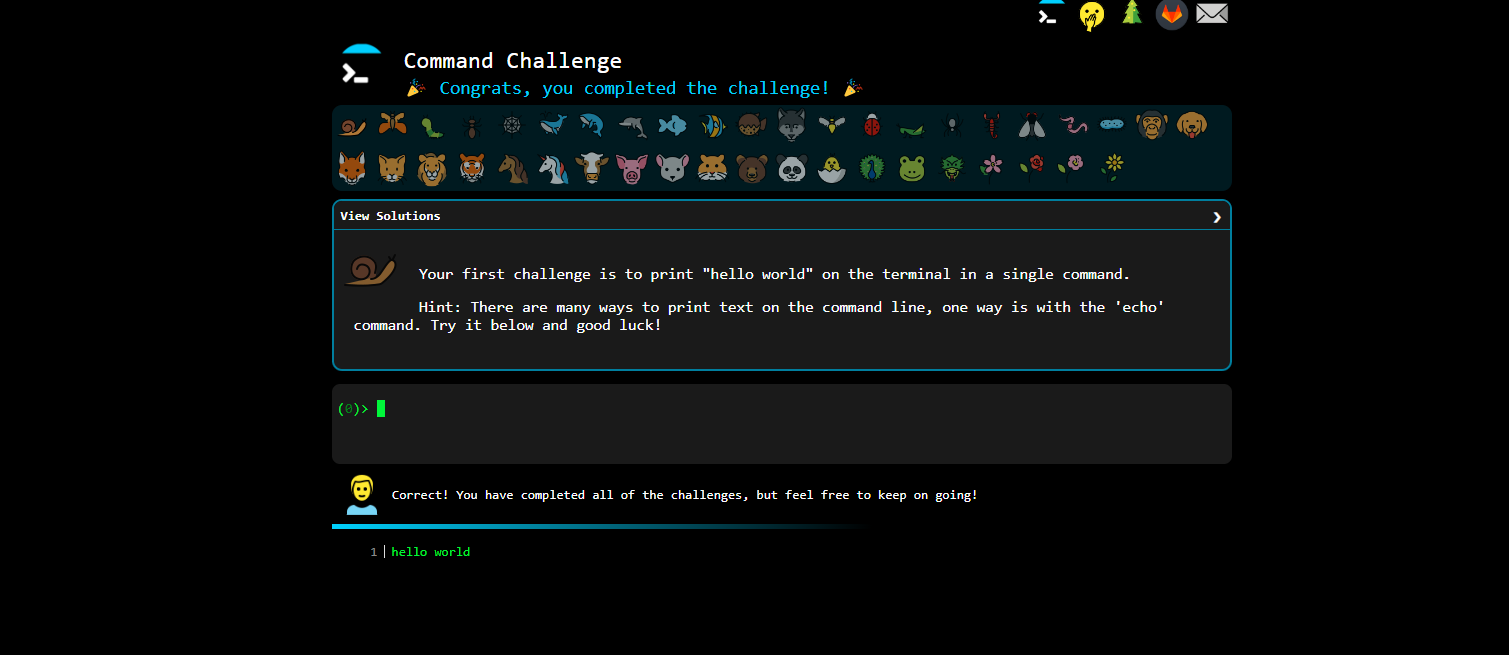 Command Challenge
🎉 Congrats, you completed the challenge! 🎉
View Solutions
Your first challenge is to print "hello world" on the terminal in a single command.
Hint: There are many ways to print text on the command line, one way is with the 'echo'
command. Try it below and good luck!
(0)>
Correct! You have completed all of the challenges, but feel free to keep on going!
1 hello world